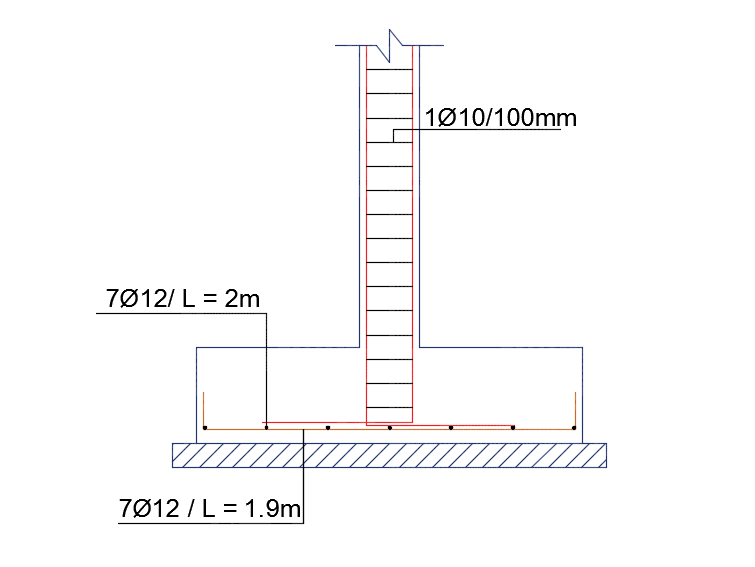 1Ø10/100mm
7Ø12/ L = 2m
7Ø12 / L = 1.9m